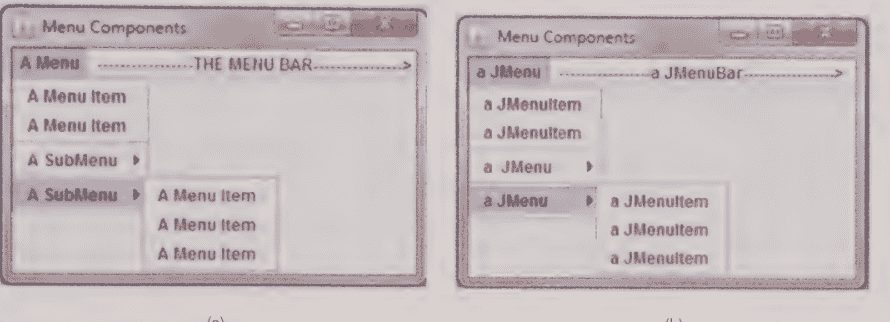 Menu Components
A Menu ----------------THE MENU BAR---------------->
A Menu Item
A Menu Item
A SubMenu
A SubMenu
A Menu Item
A Menu Item
A Menu Item
(a)
Menu Components
a JMenu ----------------a JMenuBar---------------->
a JMenuItem
a JMenuItem
a JMenu
a JMenu
a JMenuItem
a JMenuItem
a JMenuItem
(b)